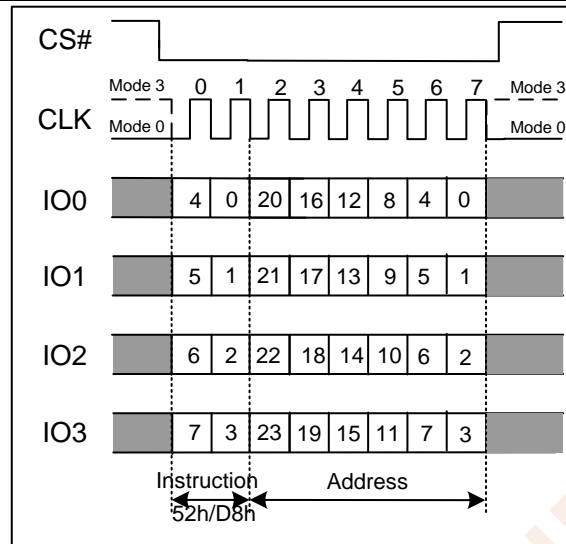 CS#
Mode 3 0 1 2 3 4 5 6 7 Mode 3
CLK
Mode 0 Mode 0
IO0 4 0 20 16 12 8 4 0
IO1 5 1 21 17 13 9 5 1
IO2 6 2 22 18 14 10 6 2
IO3 7 3 23 19 15 11 7 3
Instruction Address
52h/D8h